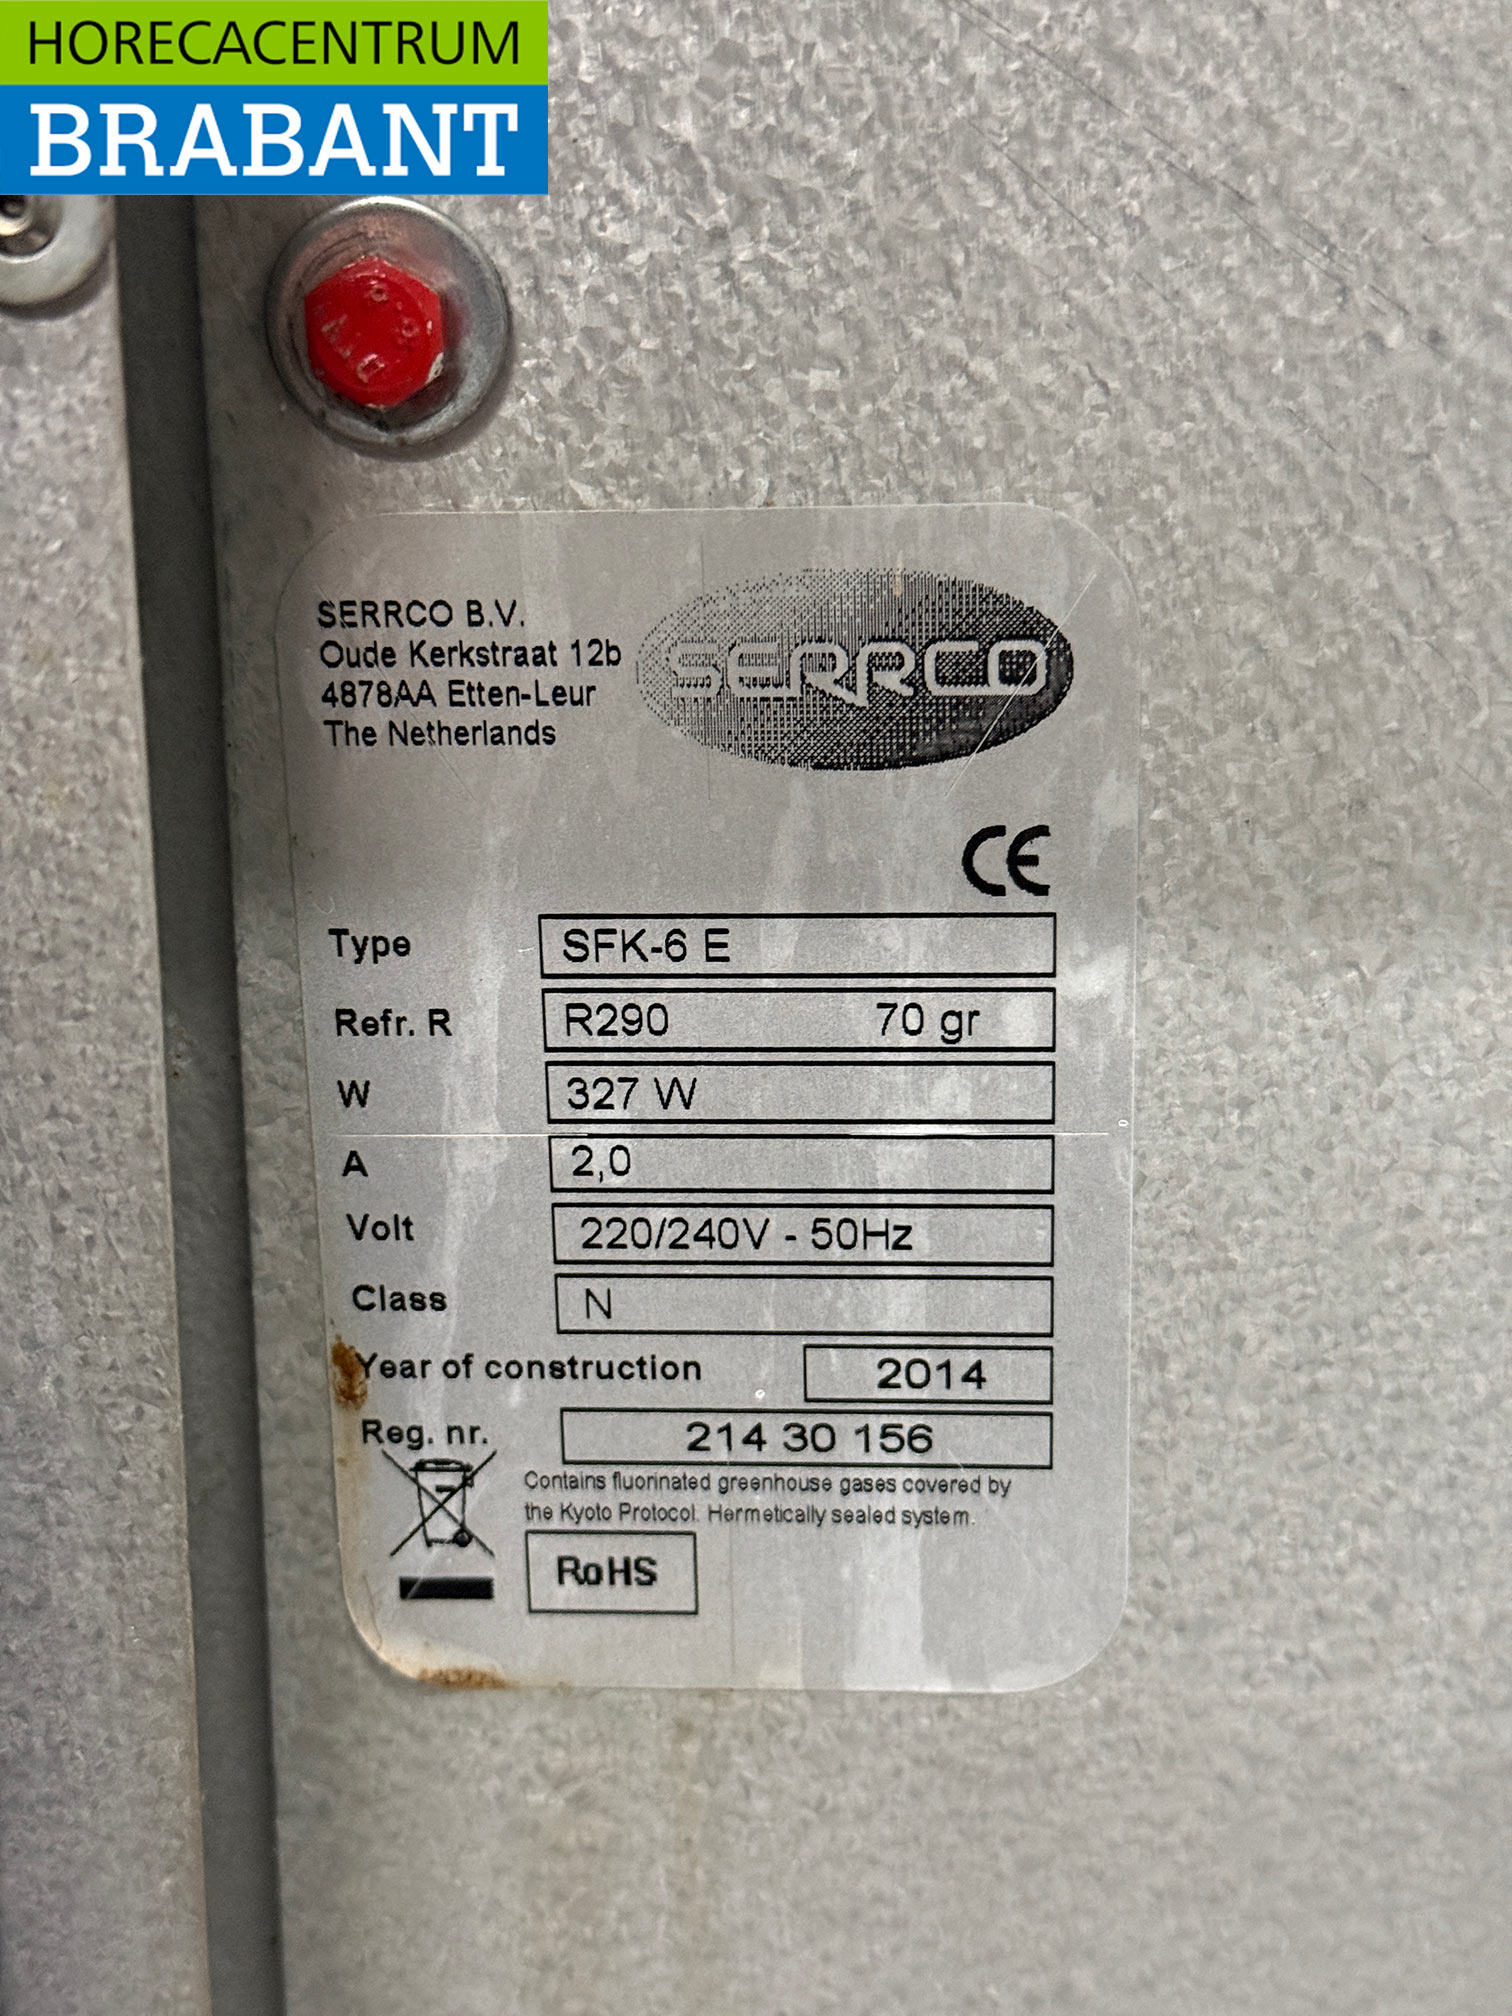 HORECACENTRUM
BRABANT
SERRCO B.V.
Oude Kerkstraat 12b
4878AA Etten-Leur
The Netherlands
SERRCO
CE
Type SFK-6 E
Refr. R R290 70 gr
W 327 W
A 2,0
Volt 220/240V - 50Hz
Class N
Year of construction 2014
Reg. nr. 214 30 156
Contains fluorinated greenhouse gases covered by
the Kyoto Protocol. Hermetically sealed system.
RoHS